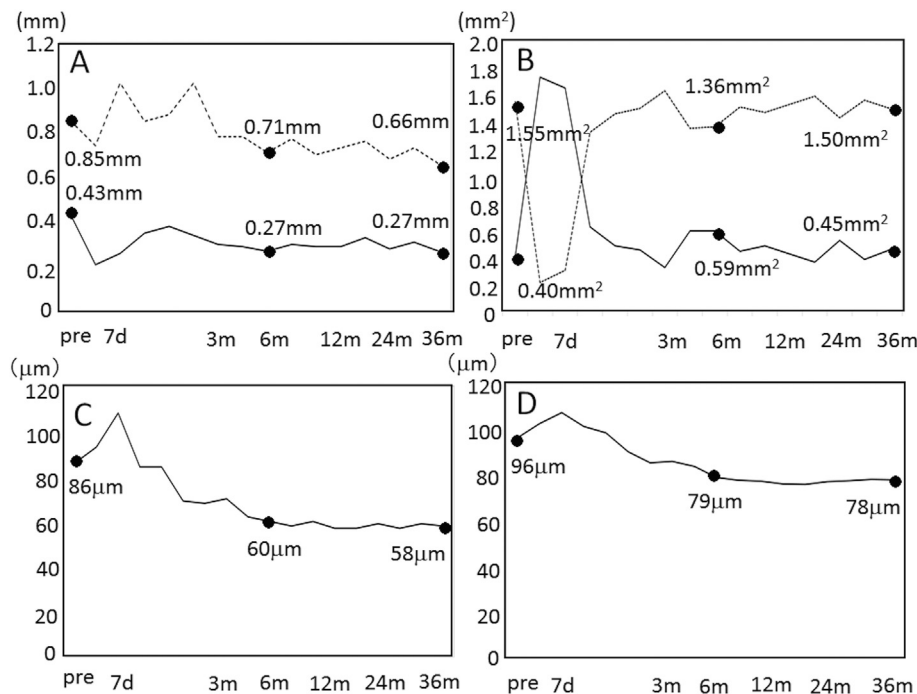 (mm)
1.2
1.0
0.8
0.6
0.4
0.2
0
A
0.85mm
0.43mm
0.71mm
0.66mm
0.27mm
0.27mm
pre 7d 3m 6m 12m 24m 36m
(mm²)
2.0
1.8
1.6
1.4
1.2
1.0
0.8
0.6
0.4
0.2
0
B
1.55mm²
1.36mm²
1.50mm²
0.40mm²
0.59mm²
0.45mm²
pre 7d 3m 6m 12m 24m 36m
(μm)
120
100
80
60
40
20
0
C
86μm
60μm
58μm
pre 7d 3m 6m 12m 24m 36m
(μm)
120
100
80
60
40
20
0
D
96μm
79μm
78μm
pre 7d 3m 6m 12m 24m 36m